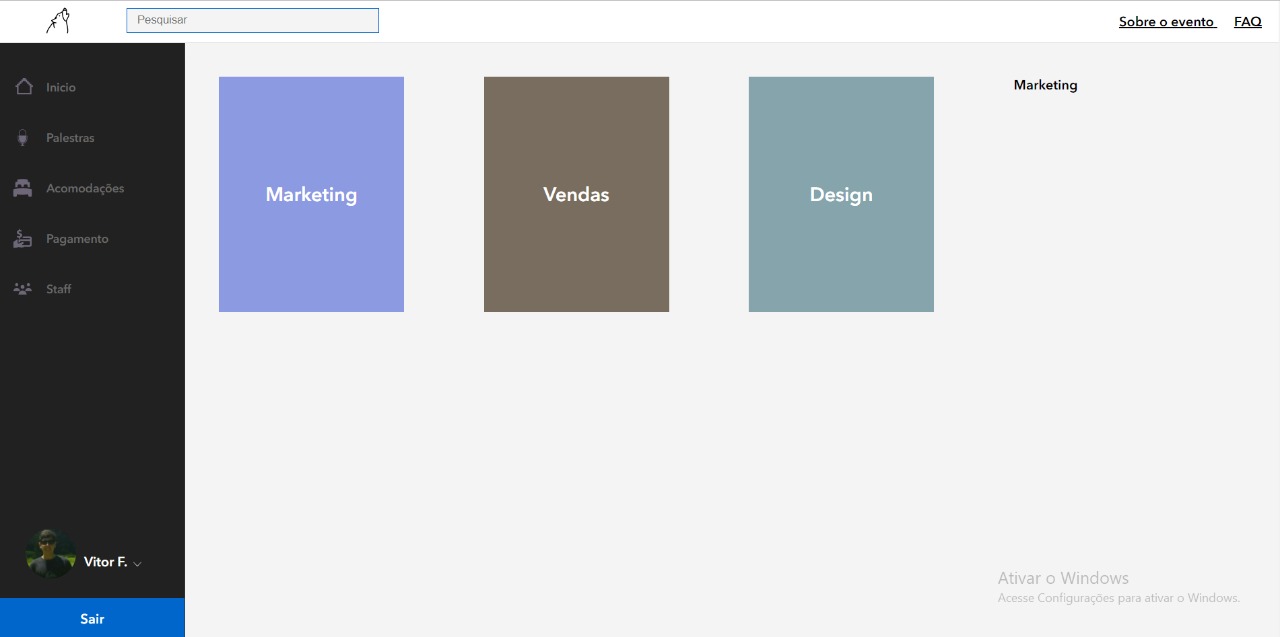 Pesquisar
Sobre o evento
FAQ
Inicio
Palestras
Acomodações
Pagamento
Staff
Vitor F.
Sair
Marketing
Vendas
Design
Marketing
Ativar o Windows
Acesse Configurações para ativar o Windows.